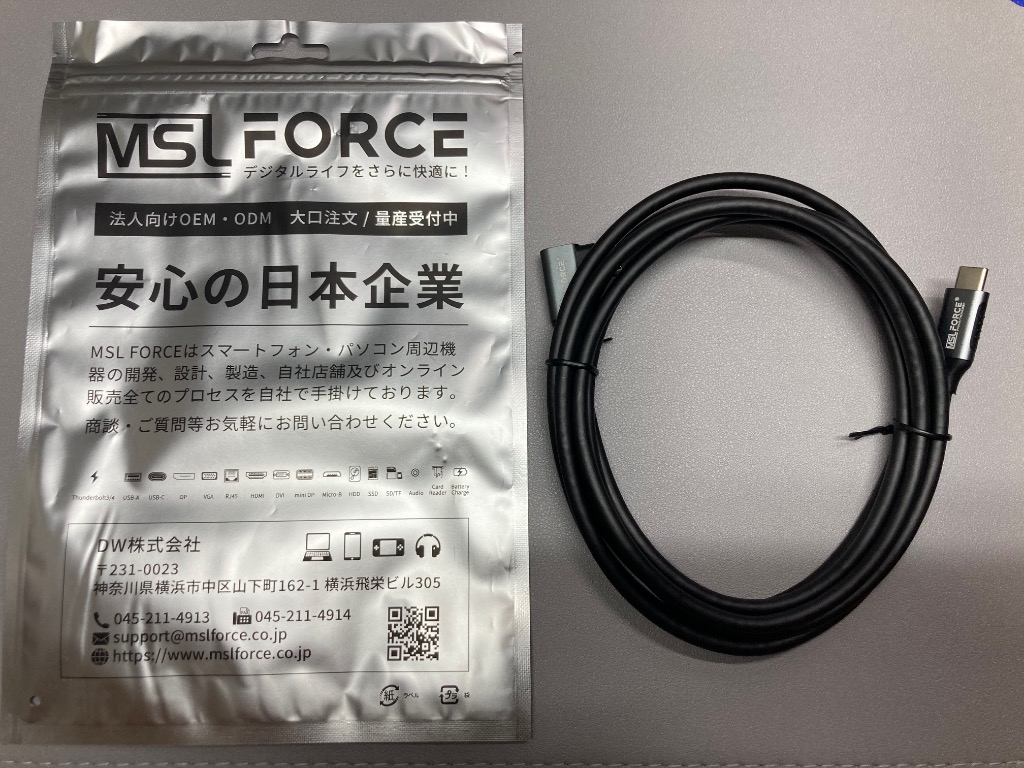 MSL FORCE
デジタルライフをさらに快適に！
法人向けOEM・ODM 大口注文 / 量産受付中
安心の日本企業
MSL FORCEはスマートフォン・パソコン周辺機
器の開発、設計、製造、自社店舗及びオンライン
販売全てのプロセスを自社で手掛けております。
商談・ご質問等お気軽にお問い合わせください。
Thunderbolt3/4 USB-A USB-C DP VGA RJ45 HDMI DVI mini DP Micro-B HDD SSD SD/TF Audio Card Reader Battery Charge
DW株式会社
〒231-0023
神奈川県横浜市中区山下町162-1 横浜飛栄ビル305
045-211-4913 FAX 045-211-4914
support@mslforce.co.jp
https://www.mslforce.co.jp
紙 ラベル プラ 袋
MSL FORCE®